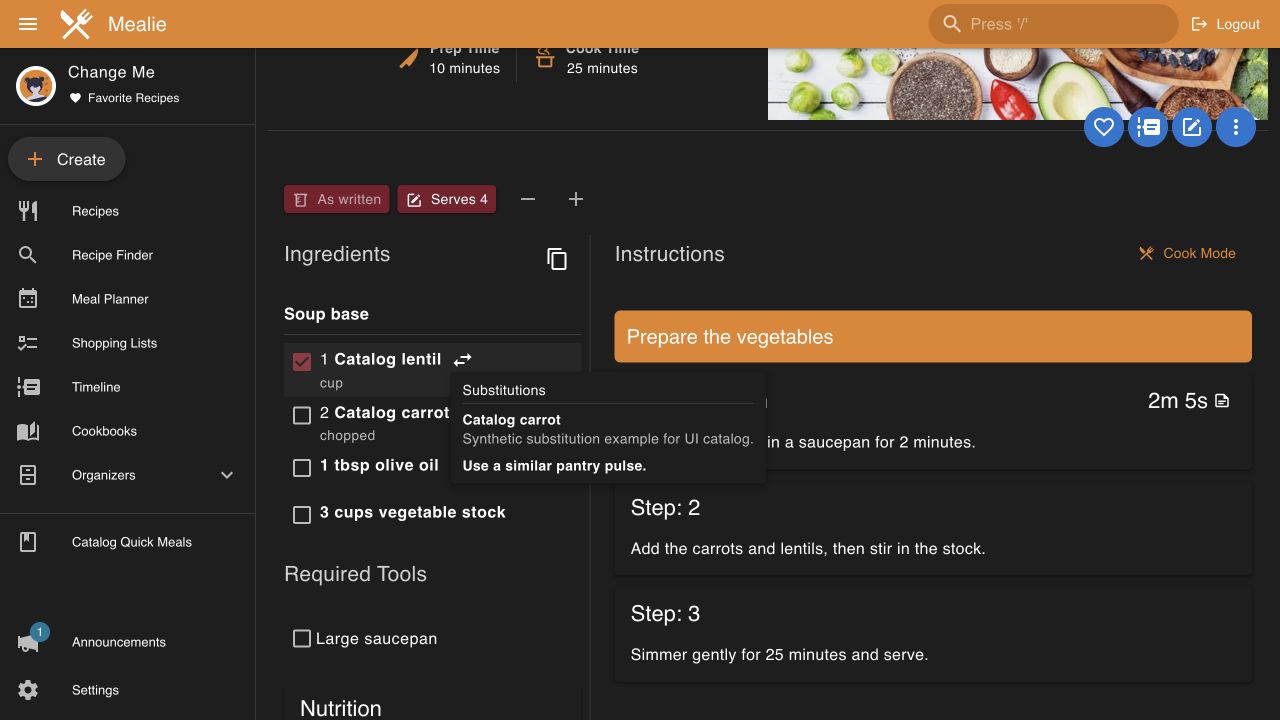 Mealie
Press '/'
Logout
Change Me
Favorite Recipes
Create
Recipes
Recipe Finder
Meal Planner
Shopping Lists
Timeline
Cookbooks
Organizers
Catalog Quick Meals
1
Announcements
Settings
Prep Time
10 minutes
Cook Time
25 minutes
As written
Serves 4
Ingredients
Soup base
1 Catalog lentil
cup
2 Catalog carrot
chopped
1 tbsp olive oil
3 cups vegetable stock
Substitutions
Catalog carrot
Synthetic substitution example for UI catalog.
Use a similar pantry pulse.
Required Tools
Large saucepan
Nutrition
Instructions
Cook Mode
Prepare the vegetables
2m 5s
in a saucepan for 2 minutes.
Step: 2
Add the carrots and lentils, then stir in the stock.
Step: 3
Simmer gently for 25 minutes and serve.